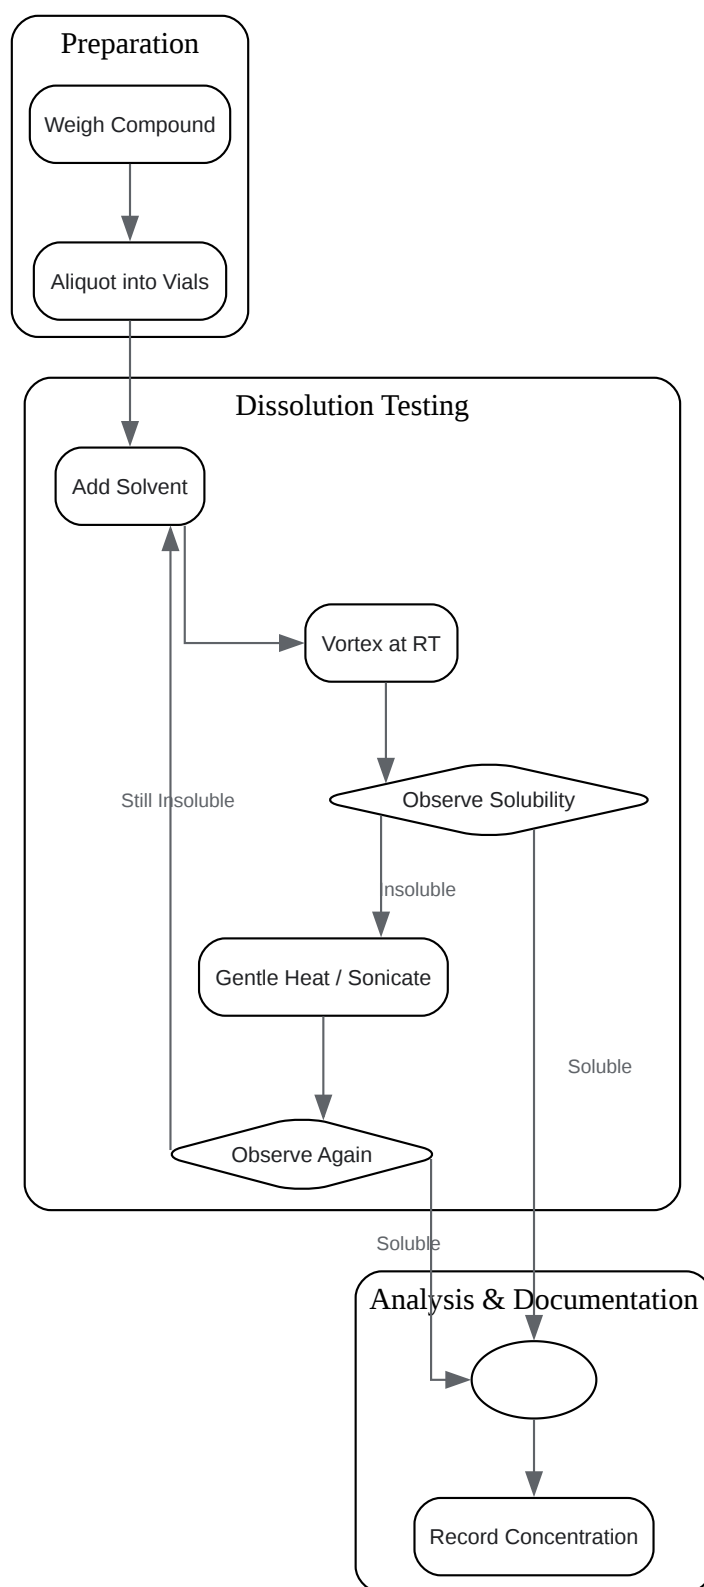 Preparation
Weigh Compound
Aliquot into Vials
Dissolution Testing
Add Solvent
Vortex at RT
Still Insoluble
Observe Solubility
Insoluble
Gentle Heat / Sonicate
Soluble
Observe Again
Soluble
Analysis & Documentation
Record Concentration